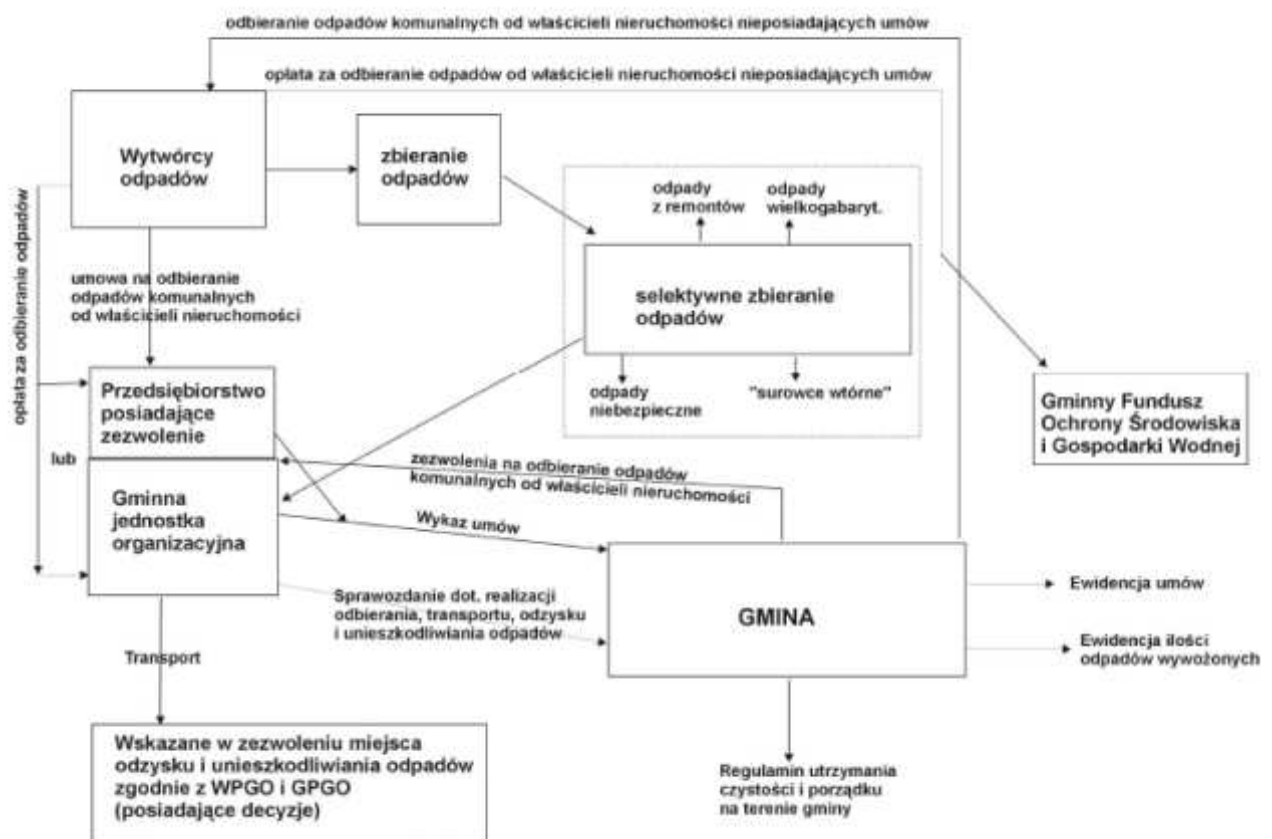 odbieranie odpadów komunalnych od właścicieli nieruchomości nieposiadających umów
opłata za odbieranie odpadów od właścicieli nieruchomości nieposiadających umów
Wytwórcy
odpadów
zbieranie
odpadów
odpady
z remontów
odpady
wielkogabaryt.
opłata za odbieranie odpadów
umowa na odbieranie
odpadów komunalnych
od właścicieli nieruchomości
selektywne zbieranie
odpadów
odpady
niebezpieczne
"surowce wtórne"
Gminny Fundusz
Ochrony Środowiska
i Gospodarki Wodnej
Przedsiębiorstwo
posiadające
zezwolenie
lub
zezwolenia na odbieranie odpadów
komunalnych od właścicieli nieruchomości
Gminna
jednostka
organizacyjna
Wykaz umów
Sprawozdanie dot. realizacji
odbierania, transportu, odzysku
i unieszkodliwiania odpadów
GMINA
Ewidencja umów
Ewidencja ilości
odpadów wywożonych
Transport
Wskazane w zezwoleniu miejsca
odzysku i unieszkodliwiania odpadów
zgodnie z WPGO i GPGO
(posiadające decyzje)
Regulamin utrzymania
czystości i porządku
na terenie gminy